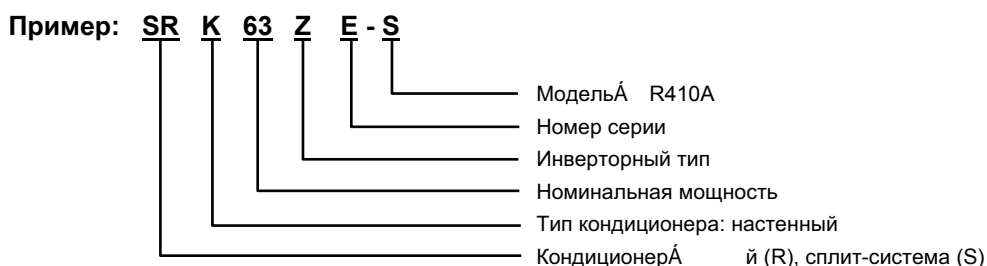 Пример: SR K 63 Z E - S
МодельÁ R410A
Номер серии
Инверторный тип
Номинальная мощность
Тип кондиционера: настенный
КондиционерÁ й (R), сплит-система (S)